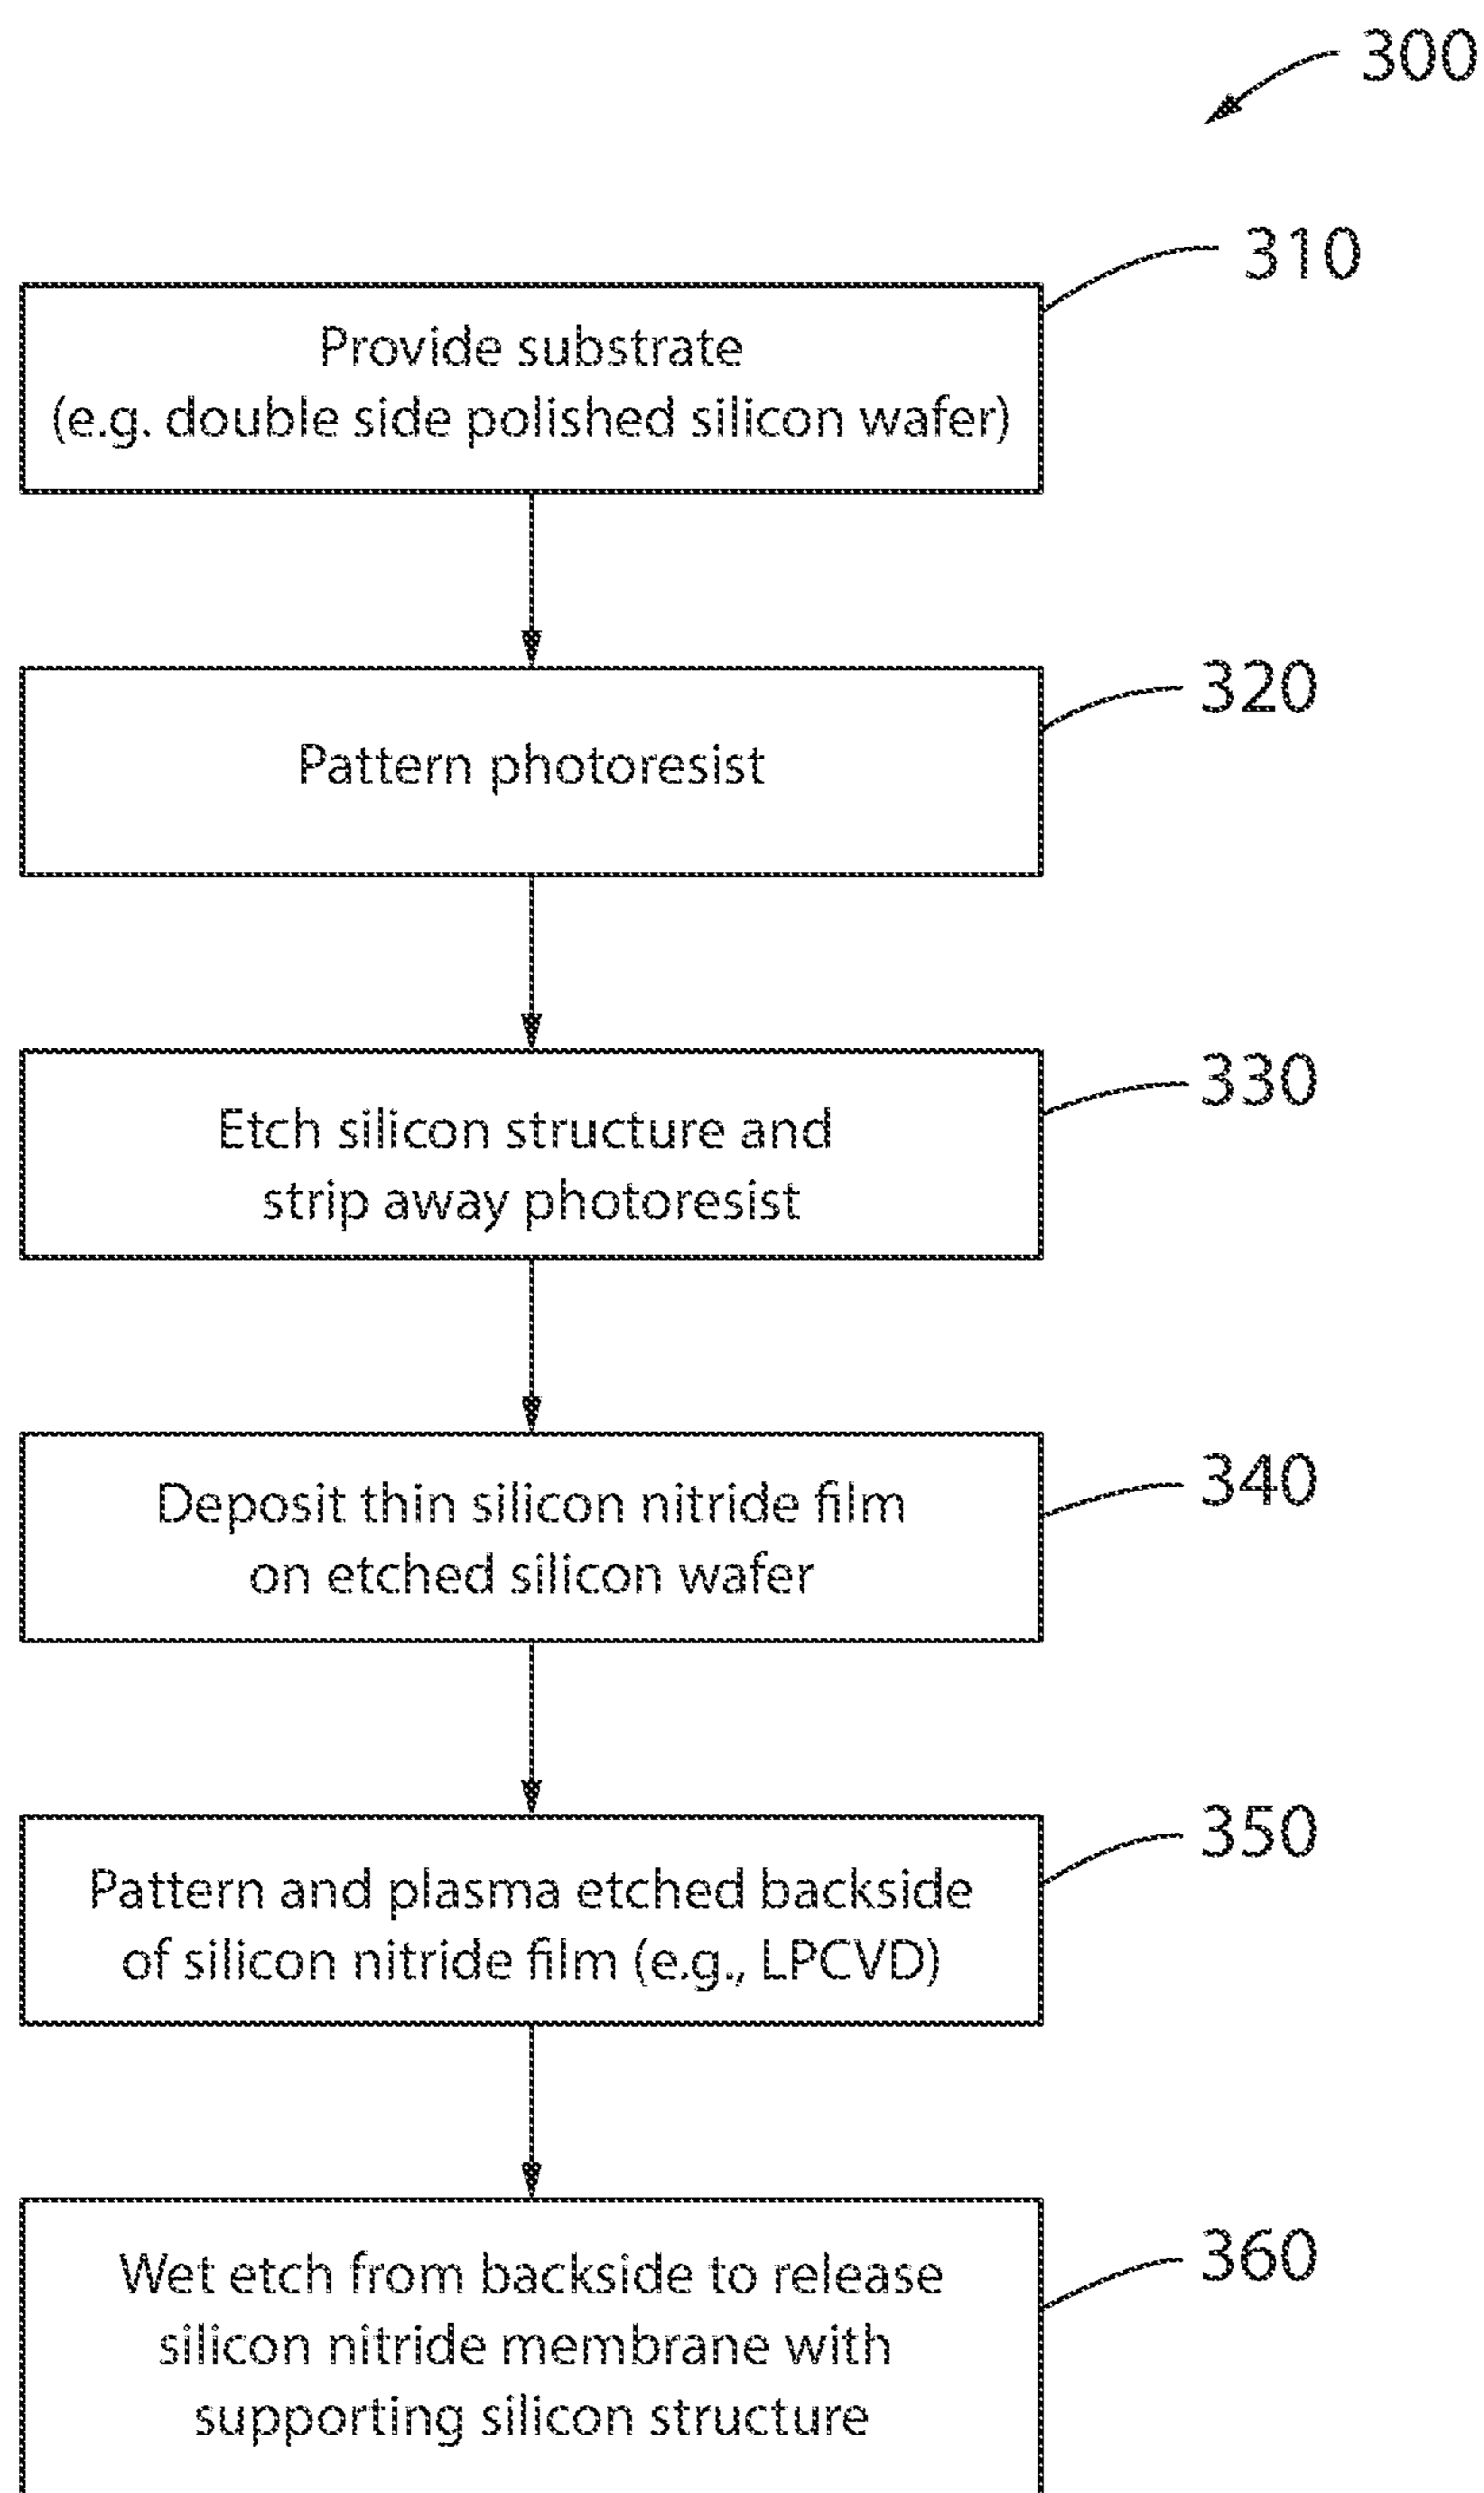 300
310
Provide substrate
(e.g. double side polished silicon wafer)
320
Pattern photoresist
330
Etch silicon structure and
strip away photoresist
340
Deposit thin silicon nitride film
on etched silicon wafer
350
Pattern and plasma etched backside
of silicon nitride film (e.g., LPCVD)
360
Wet etch from backside to release
silicon nitride membrane with
supporting silicon structure